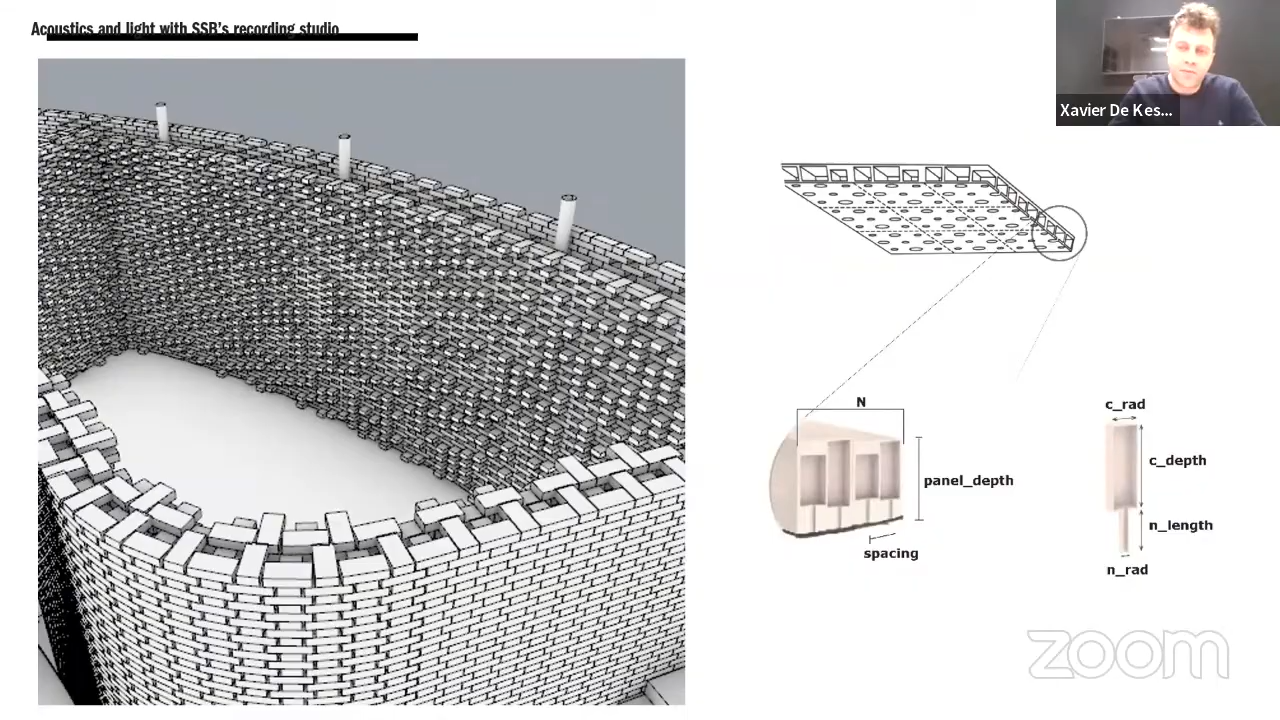 Acoustics and light with SSB's recording studio
Xavier De Kes...
N
panel_depth
spacing
c_rad
c_depth
n_length
n_rad
zoom